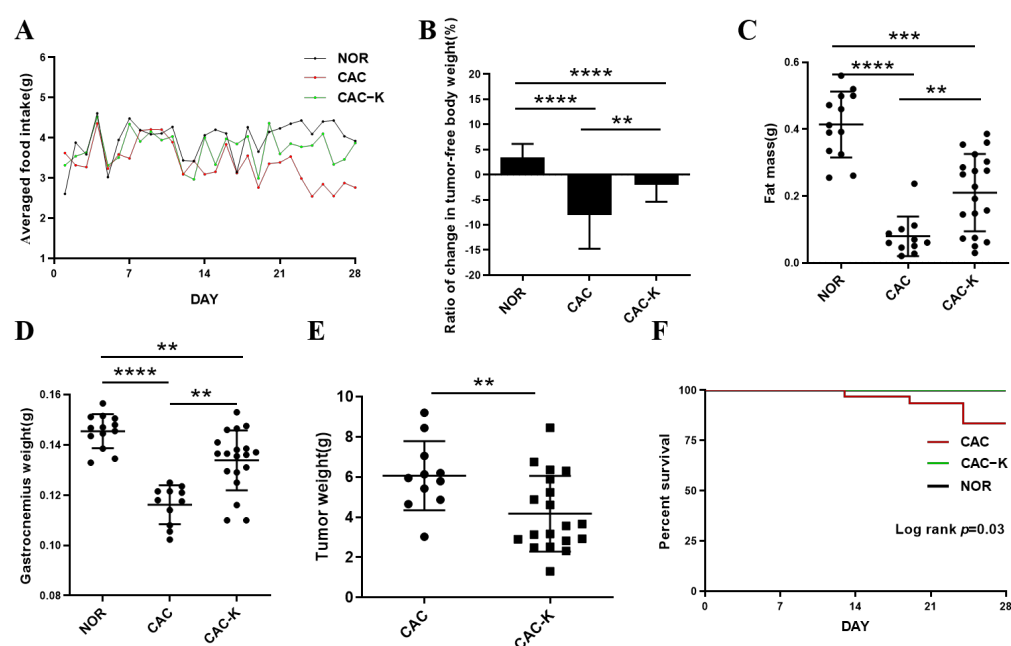 A
Averaged food intake(g)
6
5
4
3
2
1
0
7
14
21
28
DAY
NOR
CAC
CAC-K
B
Ratio of change in tumor-free body weight(%)
20
15
10
5
0
-5
-10
-15
-20
****
****
**
NOR
CAC
CAC-K
C
Fat mass(g)
0.6
0.4
0.2
0.0
***
****
**
NOR
CAC
CAC-K
D
Gastrocnemius weight(g)
0.16
0.14
0.12
0.10
0.08
**
****
**
NOR
CAC
CAC-K
E
Tumor weight(g)
10
8
6
4
2
0
**
CAC
CAC-K
F
Percent survival
100
75
50
25
0
0
7
14
21
28
DAY
CAC
CAC-K
NOR
Log rank p=0.03